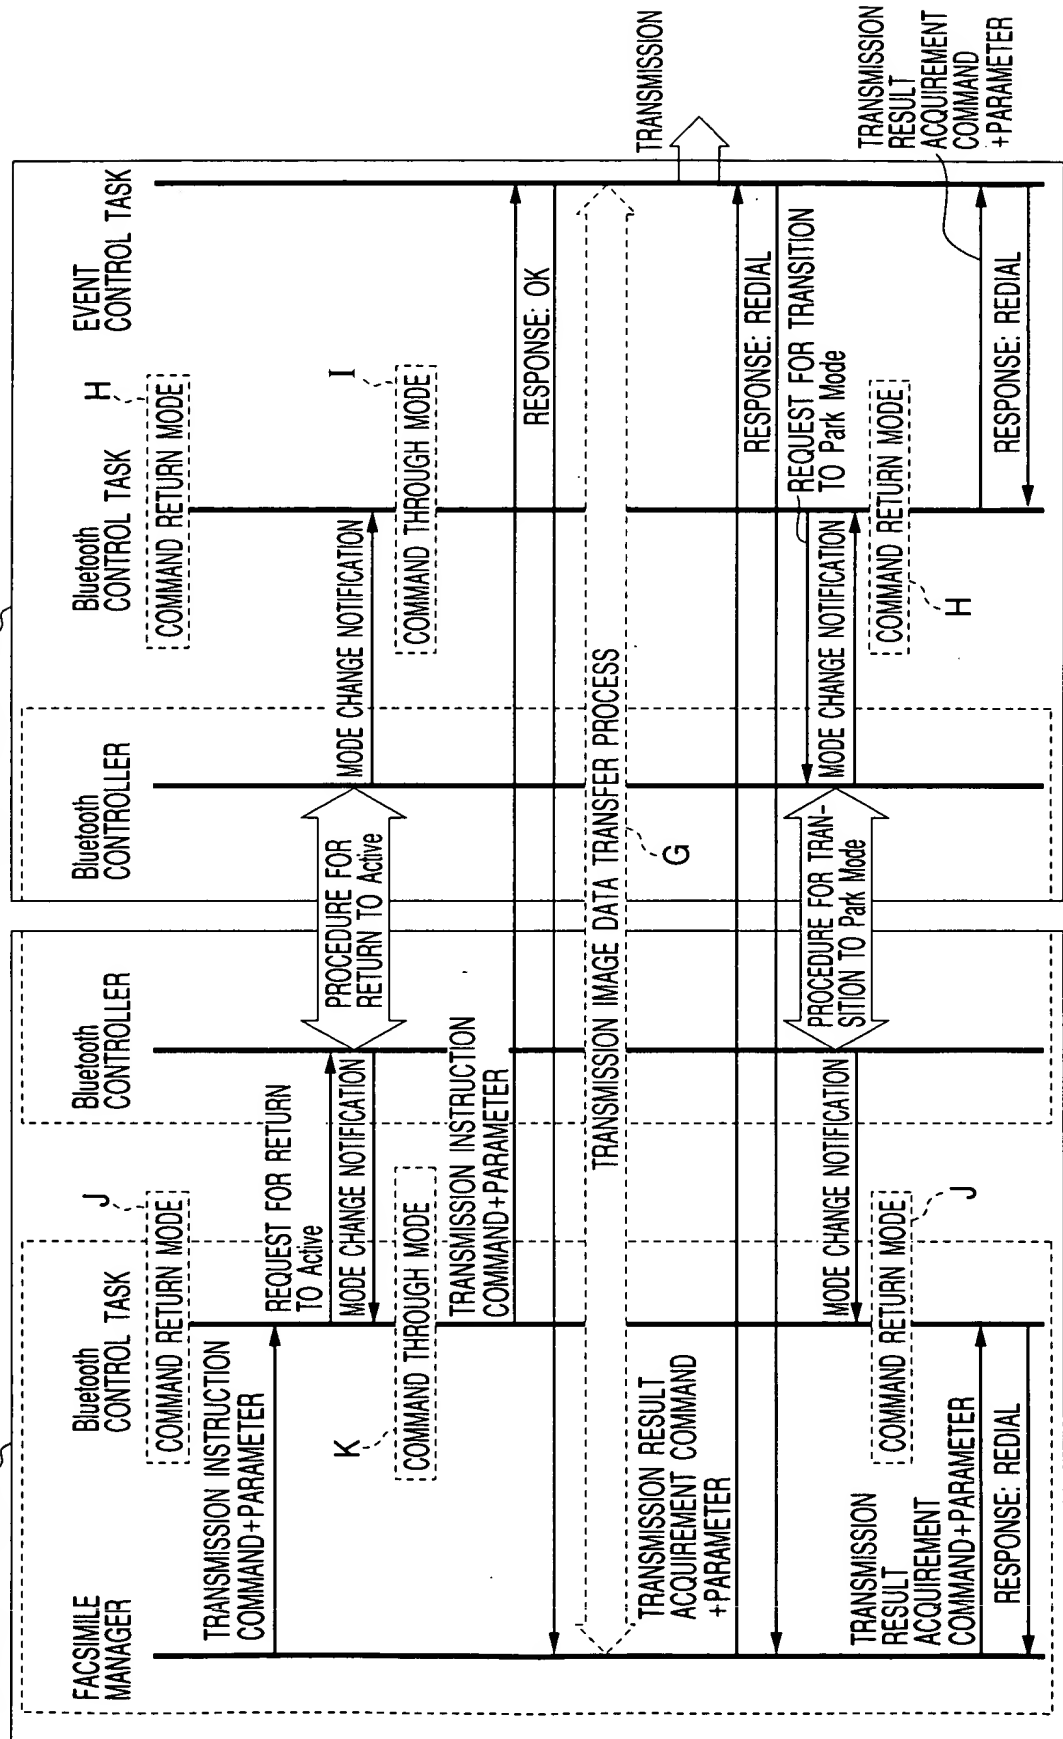 FACSIMILE
MANAGER
Bluetooth
CONTROL TASK
Bluetooth
CONTROLLER
Bluetooth
CONTROLLER
Bluetooth
CONTROL TASK
EVENT
CONTROL TASK
J
H
COMMAND RETURN MODE
COMMAND RETURN MODE
TRANSMISSION INSTRUCTION
COMMAND+PARAMETER
REQUEST FOR RETURN
TO Active
PROCEDURE FOR
RETURN TO Active
MODE CHANGE NOTIFICATION
MODE CHANGE NOTIFICATION
K
I
COMMAND THROUGH MODE
COMMAND THROUGH MODE
TRANSMISSION INSTRUCTION
COMMAND+PARAMETER
RESPONSE: OK
TRANSMISSION IMAGE DATA TRANSFER PROCESS
G
TRANSMISSION
TRANSMISSION RESULT
ACQUIREMENT COMMAND
+PARAMETER
RESPONSE: REDIAL
REQUEST FOR TRANSITION
TO Park Mode
PROCEDURE FOR TRAN-
SITION TO Park Mode
MODE CHANGE NOTIFICATION
MODE CHANGE NOTIFICATION
COMMAND RETURN MODE
COMMAND RETURN MODE
J
H
TRANSMISSION
RESULT
ACQUIREMENT
COMMAND+PARAMETER
RESPONSE: REDIAL
TRANSMISSION
RESULT
ACQUIREMENT
COMMAND
+PARAMETER
RESPONSE: REDIAL